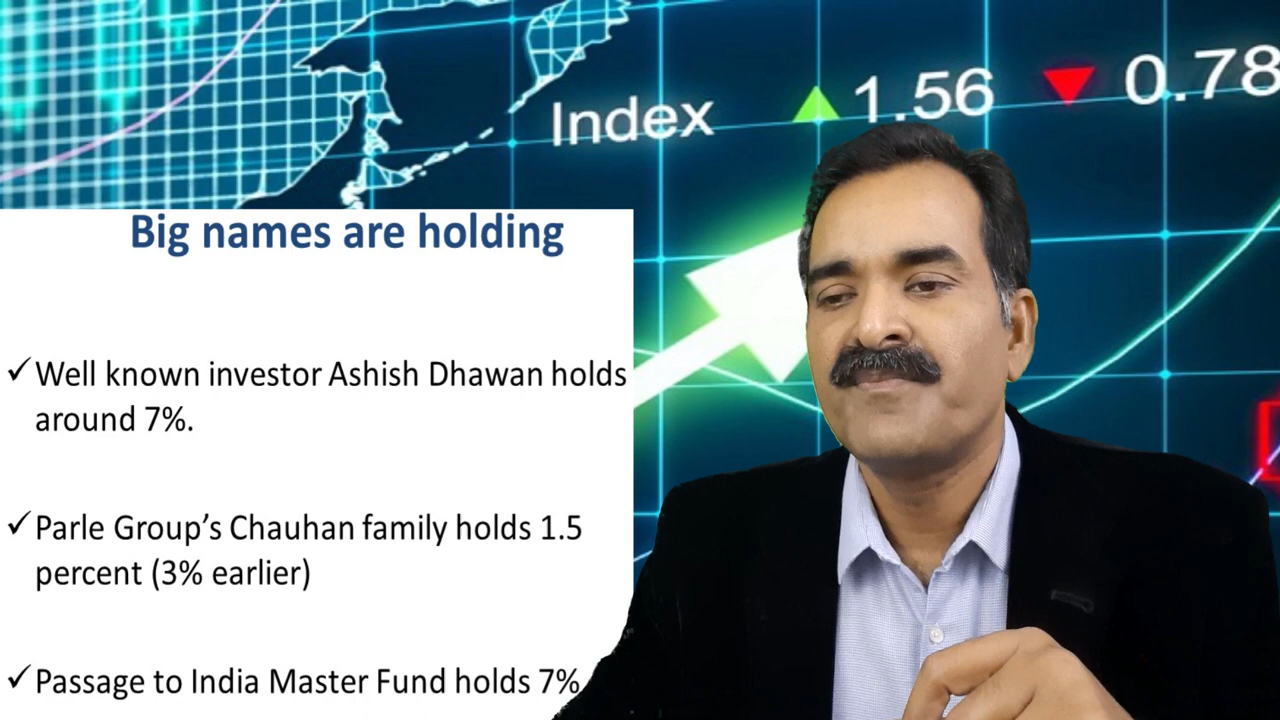 Index ▲ 1.56 ▼ 0.78
Big names are holding
✓Well known investor Ashish Dhawan holds
around 7%.
✓Parle Group’s Chauhan family holds 1.5
percent (3% earlier)
✓Passage to India Master Fund holds 7%